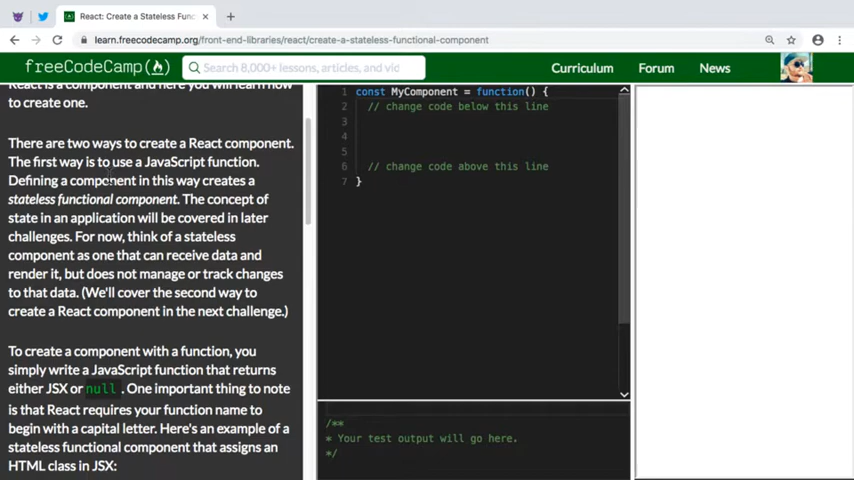 React: Create a Stateless Func
learn.freecodecamp.org/front-end-libraries/react/create-a-stateless-functional-component
freeCodeCamp
Search 8,000+ lessons, articles, and vid
Curriculum
Forum
News
React is a component and here you will learn how
to create one.
There are two ways to create a React component.
The first way is to use a JavaScript function.
Defining a component in this way creates a
stateless functional component. The concept of
state in an application will be covered in later
challenges. For now, think of a stateless
component as one that can receive data and
render it, but does not manage or track changes
to that data. (We'll cover the second way to
create a React component in the next challenge.)
To create a component with a function, you
simply write a JavaScript function that returns
either JSX or null. One important thing to note
is that React requires your function name to
begin with a capital letter. Here's an example of a
stateless functional component that assigns an
HTML class in JSX:
1 const MyComponent = function() {
2 // change code below this line
3
4
5
6 // change code above this line
7 }
/**
* Your test output will go here.
*/